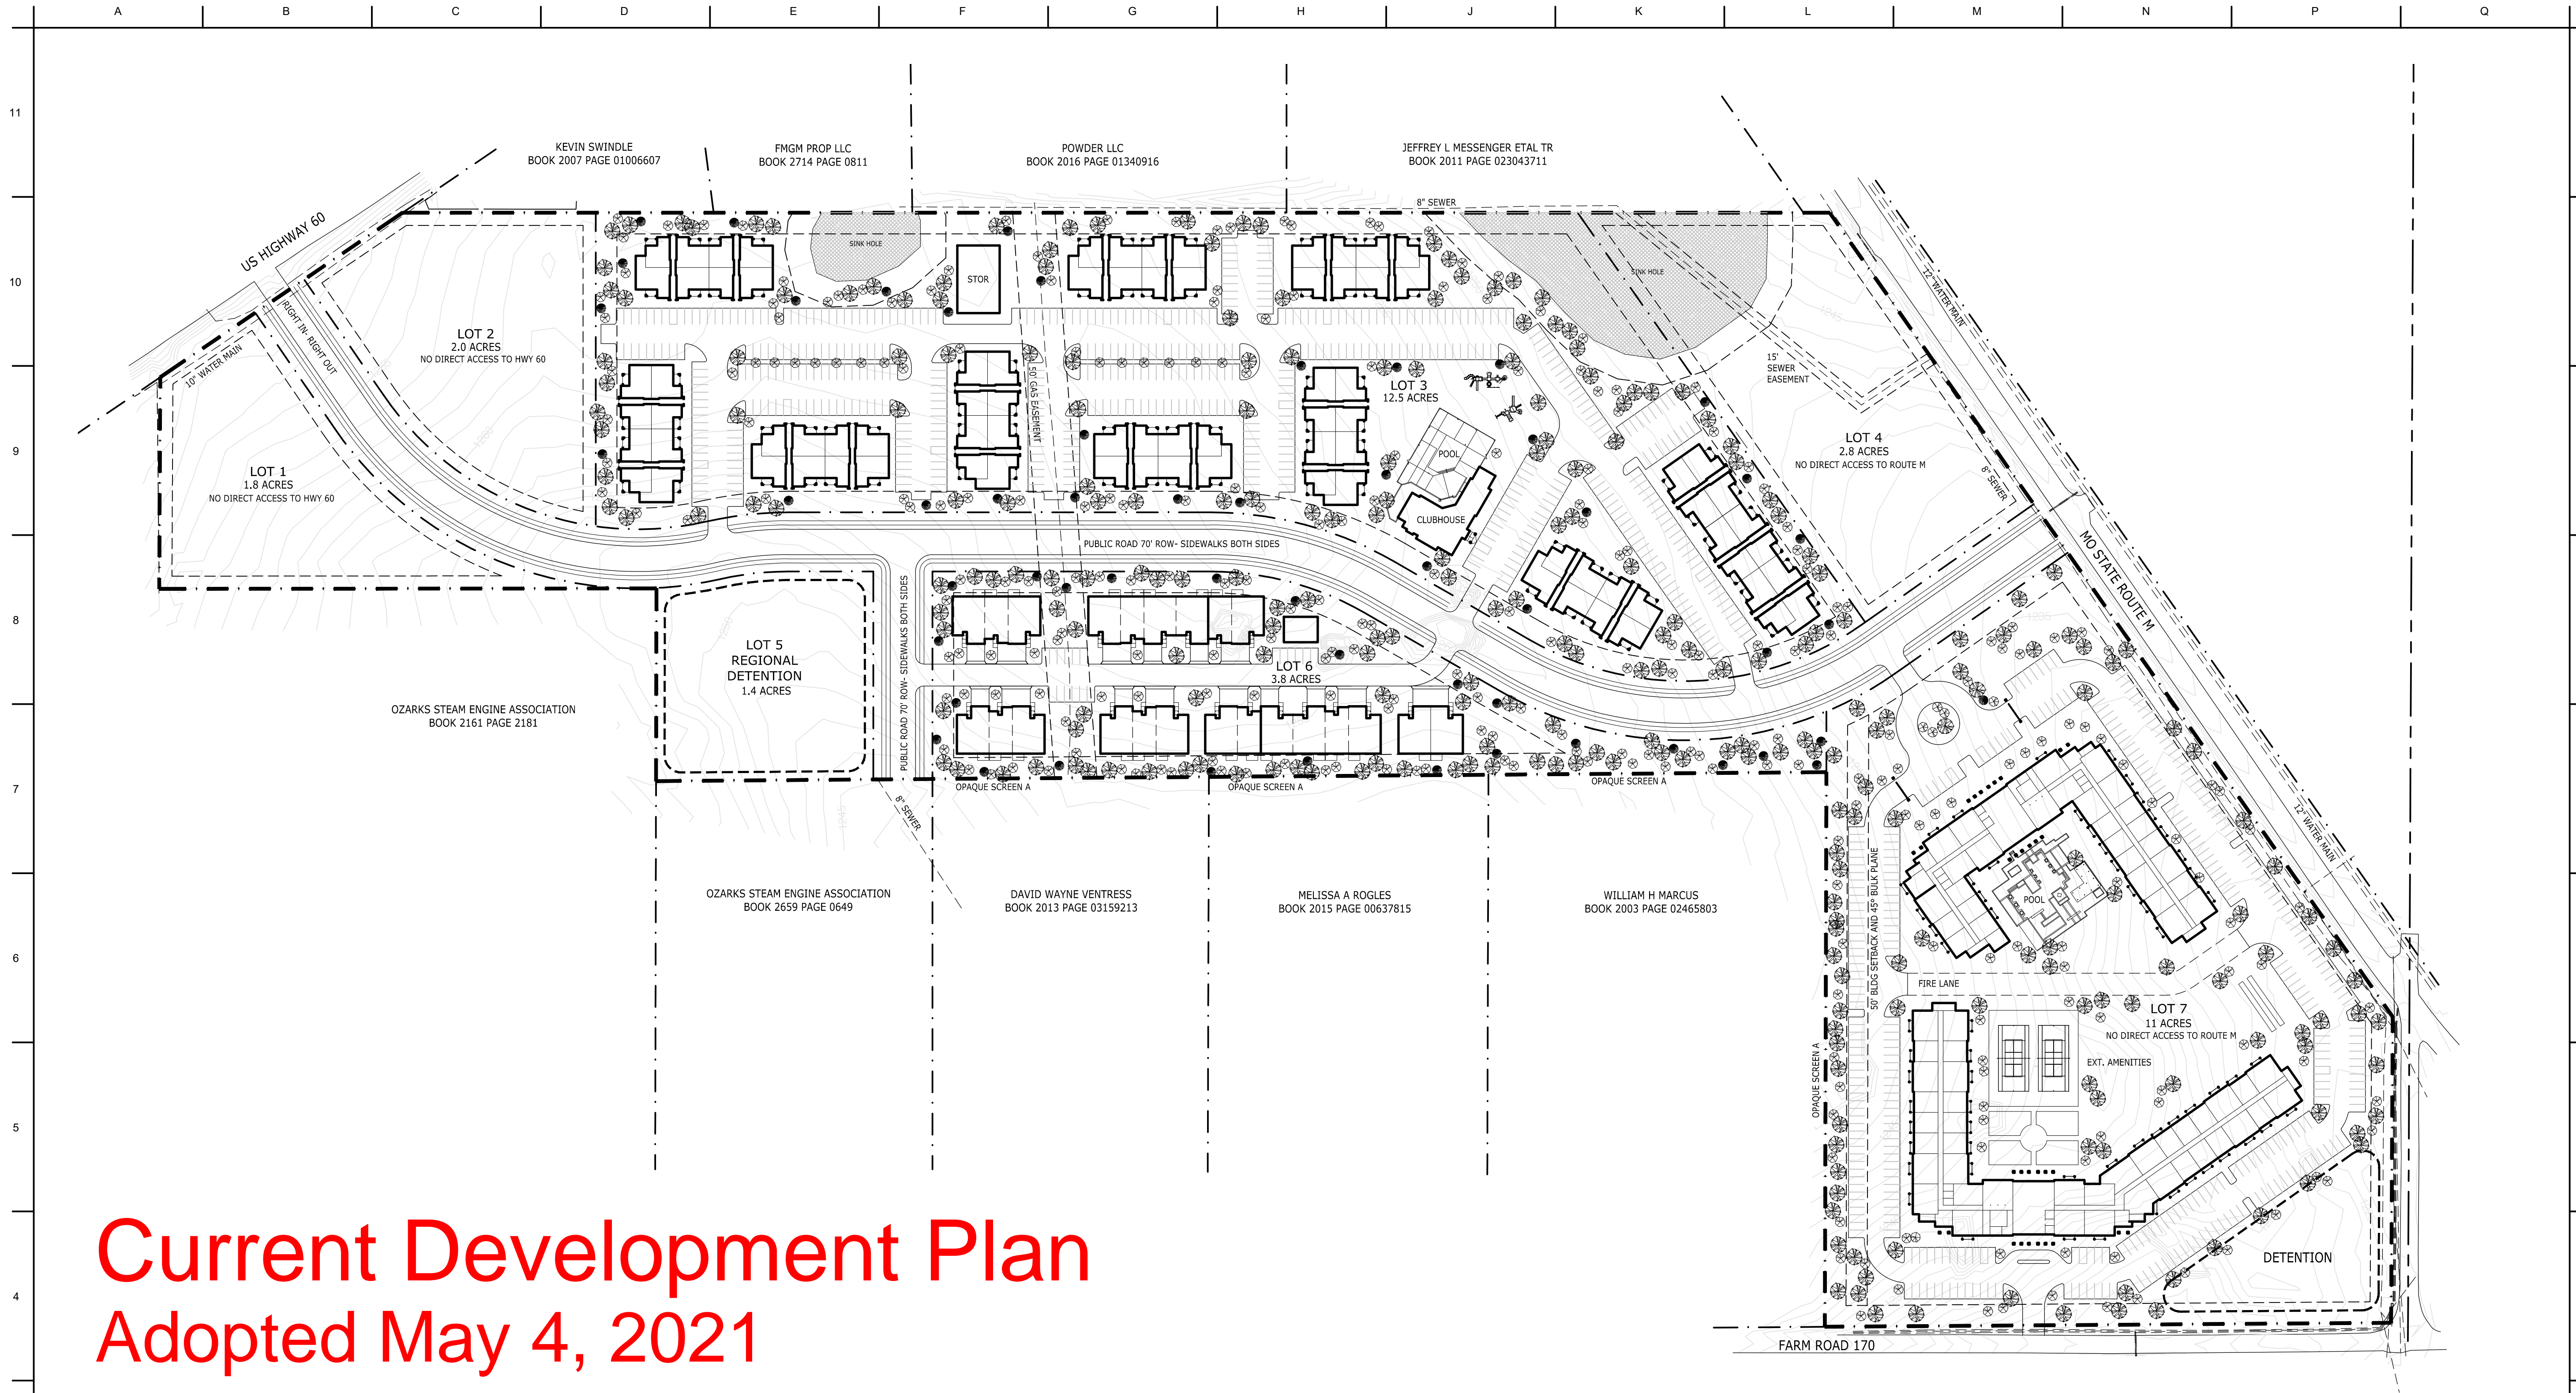 A B C D E F G H J K L M N P Q
11
KEVIN SWINDLE
BOOK 2007 PAGE 01006607
FMGM PROP LLC
BOOK 2714 PAGE 0811
POWDER LLC
BOOK 2016 PAGE 01340916
JEFFREY L MESSENGER ETAL TR
BOOK 2011 PAGE 023043711
US HIGHWAY 60
8" SEWER
SINK HOLE
SINK HOLE
10
STOR
12" WATER MAIN
1245
RIGHT IN- RIGHT OUT
10" WATER MAIN
LOT 2
2.0 ACRES
NO DIRECT ACCESS TO HWY 60
50' GAS EASEMENT
15'
SEWER
EASEMENT
LOT 3
12.5 ACRES
9
1260
LOT 1
1.8 ACRES
NO DIRECT ACCESS TO HWY 60
POOL
CLUBHOUSE
LOT 4
2.8 ACRES
NO DIRECT ACCESS TO ROUTE M
8" SEWER
PUBLIC ROAD 70' ROW- SIDEWALKS BOTH SIDES
MO STATE ROUTE M
8
PUBLIC ROAD 70' ROW- SIDEWALKS BOTH SIDES
LOT 5
REGIONAL
DETENTION
1.4 ACRES
LOT 6
3.8 ACRES
OZARKS STEAM ENGINE ASSOCIATION
BOOK 2161 PAGE 2181
7
OPAQUE SCREEN A
OPAQUE SCREEN A
OPAQUE SCREEN A
8" SEWER
1245
12" WATER MAIN
50' BLDG SETBACK AND 45° BULK PLANE
OZARKS STEAM ENGINE ASSOCIATION
BOOK 2659 PAGE 0649
DAVID WAYNE VENTRESS
BOOK 2013 PAGE 03159213
MELISSA A ROGLES
BOOK 2015 PAGE 00637815
WILLIAM H MARCUS
BOOK 2003 PAGE 02465803
POOL
6
FIRE LANE
LOT 7
11 ACRES
NO DIRECT ACCESS TO ROUTE M
EXT. AMENITIES
OPAQUE SCREEN A
5
Current Development Plan
Adopted May 4, 2021
DETENTION
4
FARM ROAD 170